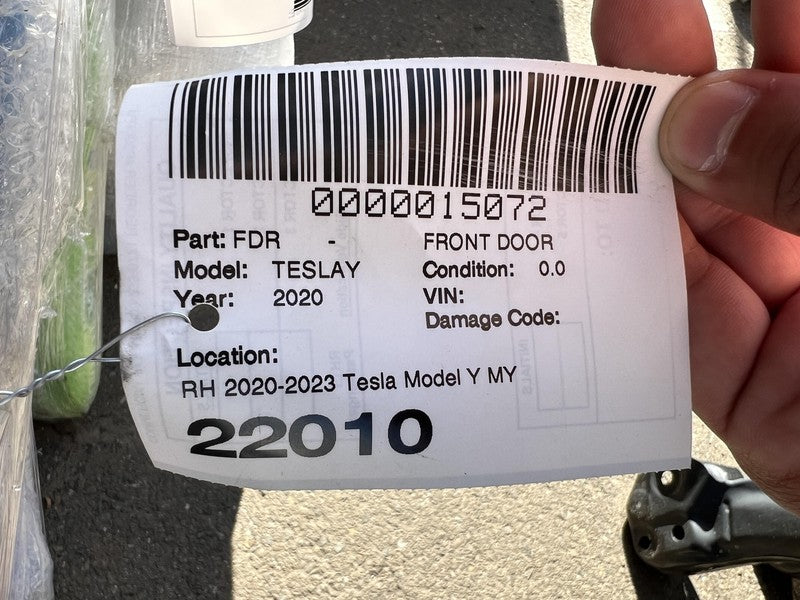 0000015072
Part: FDR - FRONT DOOR
Model: TESLAY Condition: 0.0
Year: 2020 VIN:
Damage Code:
Location:
RH 2020-2023 Tesla Model Y MY
22010